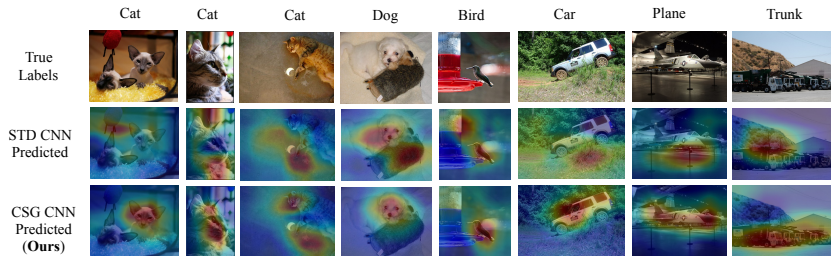 Cat Cat Cat Dog Bird Car Plane Trunk
True
Labels
STD CNN
Predicted
CSG CNN
Predicted
(Ours)